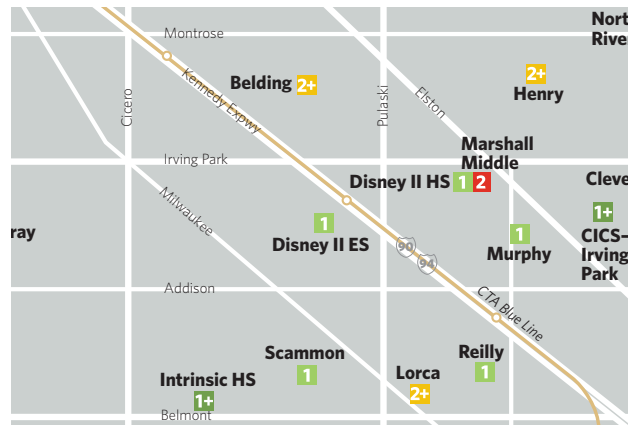 Montrose
North
River
Belding 2+
2+
Henry
Cicero
Kennedy Expwy
Pulaski
Elston
Irving Park
Marshall
Middle
Disney II HS 1 2
Cleve
Milwaukee
1
Disney II ES
1
Murphy
1+
CICS–
Irving
Park
ray
90
94
Addison
CTA Blue Line
Scammon
1
Reilly
1
Lorca
2+
Intrinsic HS
1+
Belmont